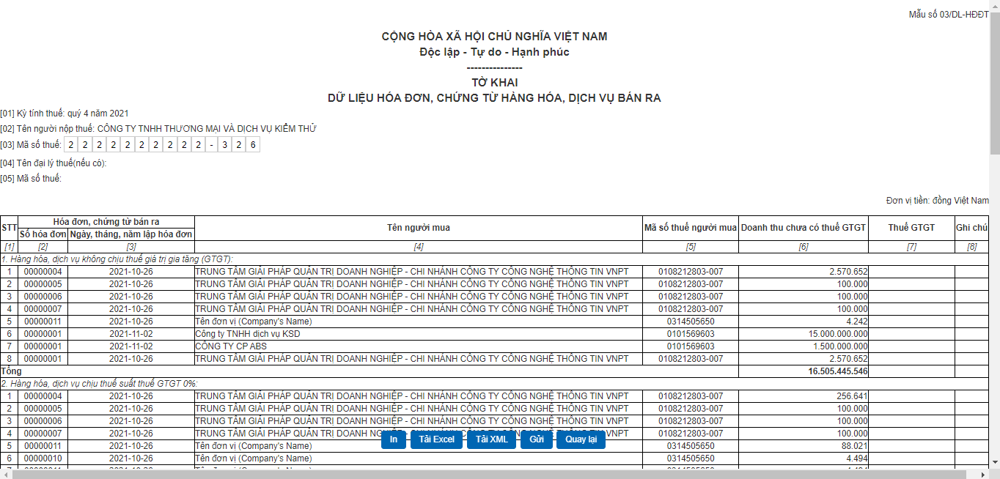 Mẫu số 03/DL-HĐĐT
CỘNG HÒA XÃ HỘI CHỦ NGHĨA VIỆT NAM
Độc lập - Tự do - Hạnh phúc
---------------
TỜ KHAI
DỮ LIỆU HÓA ĐƠN, CHỨNG TỪ HÀNG HÓA, DỊCH VỤ BÁN RA
[01] Kỳ tính thuế: quý 4 năm 2021
[02] Tên người nộp thuế: CÔNG TY TNHH THƯƠNG MẠI VÀ DỊCH VỤ KIỂM THỬ
[03] Mã số thuế: 2 2 2 2 2 2 2 2 2 2 - 3 2 6
[04] Tên đại lý thuế(nếu có):
[05] Mã số thuế:
Đơn vị tiền: đồng Việt Nam
STT Hóa đơn, chứng từ bán ra Tên người mua Mã số thuế người mua Doanh thu chưa có thuế GTGT Thuế GTGT Ghi chú
Số hóa đơn Ngày, tháng, năm lập hóa đơn
[1] [2] [3] [4] [5] [6] [7] [8]
1. Hàng hóa, dịch vụ không chịu thuế giá trị gia tăng (GTGT):
1 00000004 2021-10-26 TRUNG TÂM GIẢI PHÁP QUẢN TRỊ DOANH NGHIỆP - CHI NHÁNH CÔNG TY CÔNG NGHỆ THÔNG TIN VNPT 0108212803-007 2.570.652
2 00000005 2021-10-26 TRUNG TÂM GIẢI PHÁP QUẢN TRỊ DOANH NGHIỆP - CHI NHÁNH CÔNG TY CÔNG NGHỆ THÔNG TIN VNPT 0108212803-007 100.000
3 00000006 2021-10-26 TRUNG TÂM GIẢI PHÁP QUẢN TRỊ DOANH NGHIỆP - CHI NHÁNH CÔNG TY CÔNG NGHỆ THÔNG TIN VNPT 0108212803-007 100.000
4 00000007 2021-10-26 TRUNG TÂM GIẢI PHÁP QUẢN TRỊ DOANH NGHIỆP - CHI NHÁNH CÔNG TY CÔNG NGHỆ THÔNG TIN VNPT 0108212803-007 100.000
5 00000011 2021-10-26 Tên đơn vị (Company's Name) 0314505650 4.242
6 00000001 2021-11-02 Công ty TNHH dịch vụ KSD 0101569603 15.000.000.000
7 00000001 2021-11-02 CÔNG TY CP ABS 0101569603 1.500.000.000
8 00000001 2021-10-26 TRUNG TÂM GIẢI PHÁP QUẢN TRỊ DOANH NGHIỆP - CHI NHÁNH CÔNG TY CÔNG NGHỆ THÔNG TIN VNPT 0108212803-007 2.570.652
Tổng 16.505.445.546
2. Hàng hóa, dịch vụ chịu thuế suất thuế GTGT 0%:
1 00000004 2021-10-26 TRUNG TÂM GIẢI PHÁP QUẢN TRỊ DOANH NGHIỆP - CHI NHÁNH CÔNG TY CÔNG NGHỆ THÔNG TIN VNPT 0108212803-007 256.641
2 00000005 2021-10-26 TRUNG TÂM GIẢI PHÁP QUẢN TRỊ DOANH NGHIỆP - CHI NHÁNH CÔNG TY CÔNG NGHỆ THÔNG TIN VNPT 0108212803-007 100.000
3 00000006 2021-10-26 TRUNG TÂM GIẢI PHÁP QUẢN TRỊ DOANH NGHIỆP - CHI NHÁNH CÔNG TY CÔNG NGHỆ THÔNG TIN VNPT 0108212803-007 100.000
4 00000007 2021-10-26 TRUNG TÂM GIẢI PHÁP QUẢN TRỊ DOANH NGHIỆP - CHI NHÁNH CÔNG TY CÔNG NGHỆ THÔNG TIN VNPT 0108212803-007 100.000
In Tải Excel Tải XML Gửi Quay lại
5 00000011 2021-10-26 Tên đơn vị (Company's Name) 0314505650 88.021
6 00000010 2021-10-26 Tên đơn vị (Company's Name) 0314505650 4.494